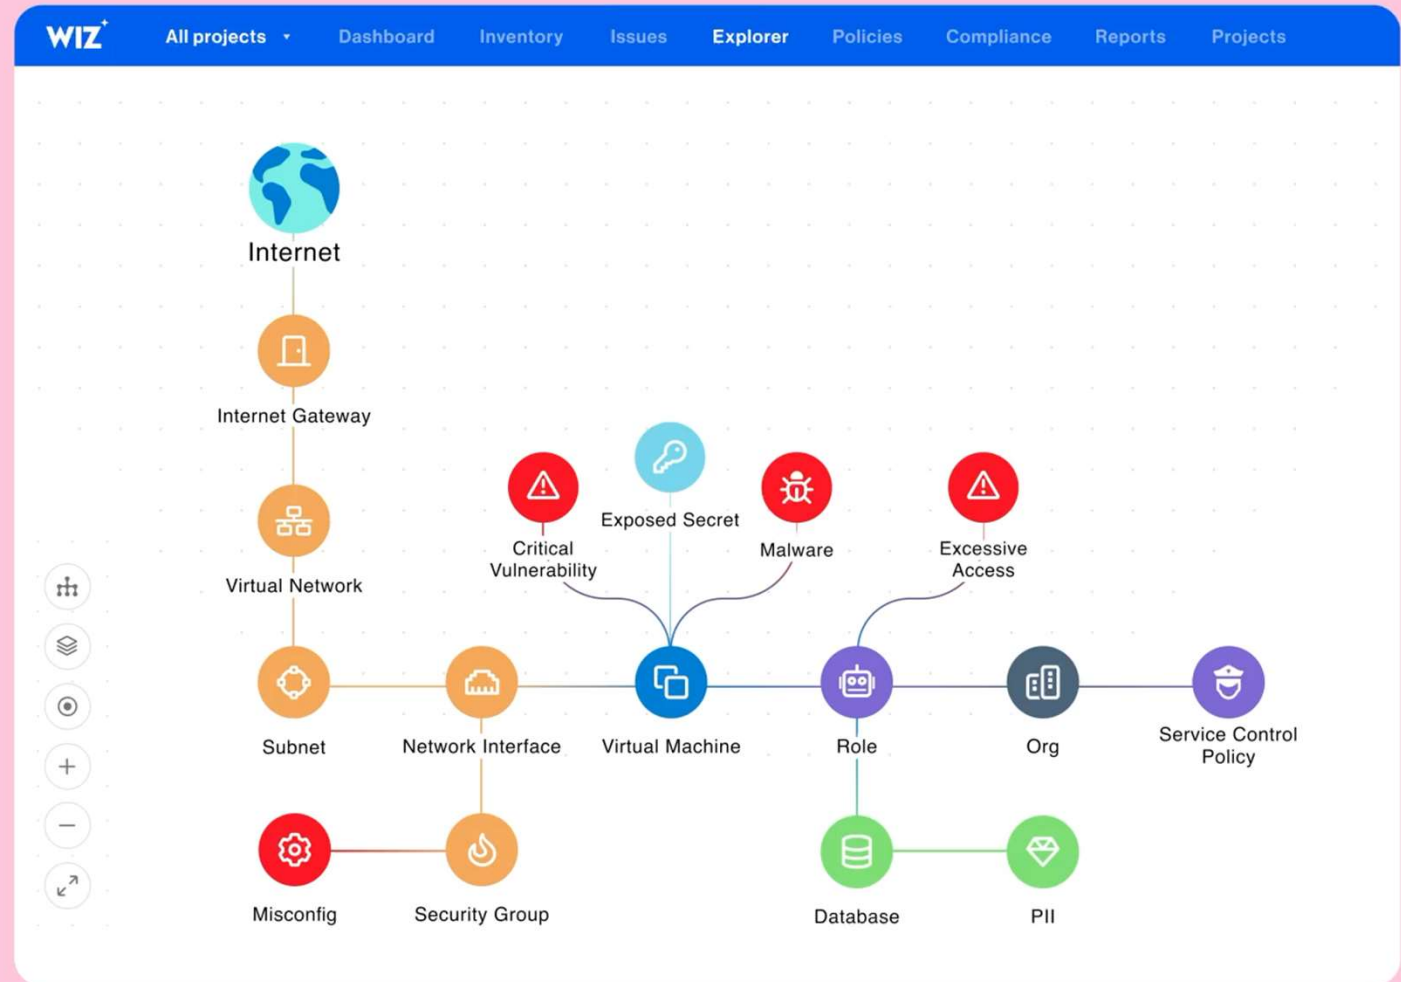 WIZ
All projects
Dashboard
Inventory
Issues
Explorer
Policies
Compliance
Reports
Projects
Internet
Internet Gateway
Virtual Network
Exposed Secret
Critical
Vulnerability
Malware
Excessive
Access
Subnet
Network Interface
Virtual Machine
Role
Org
Service Control
Policy
Misconfig
Security Group
Database
PII